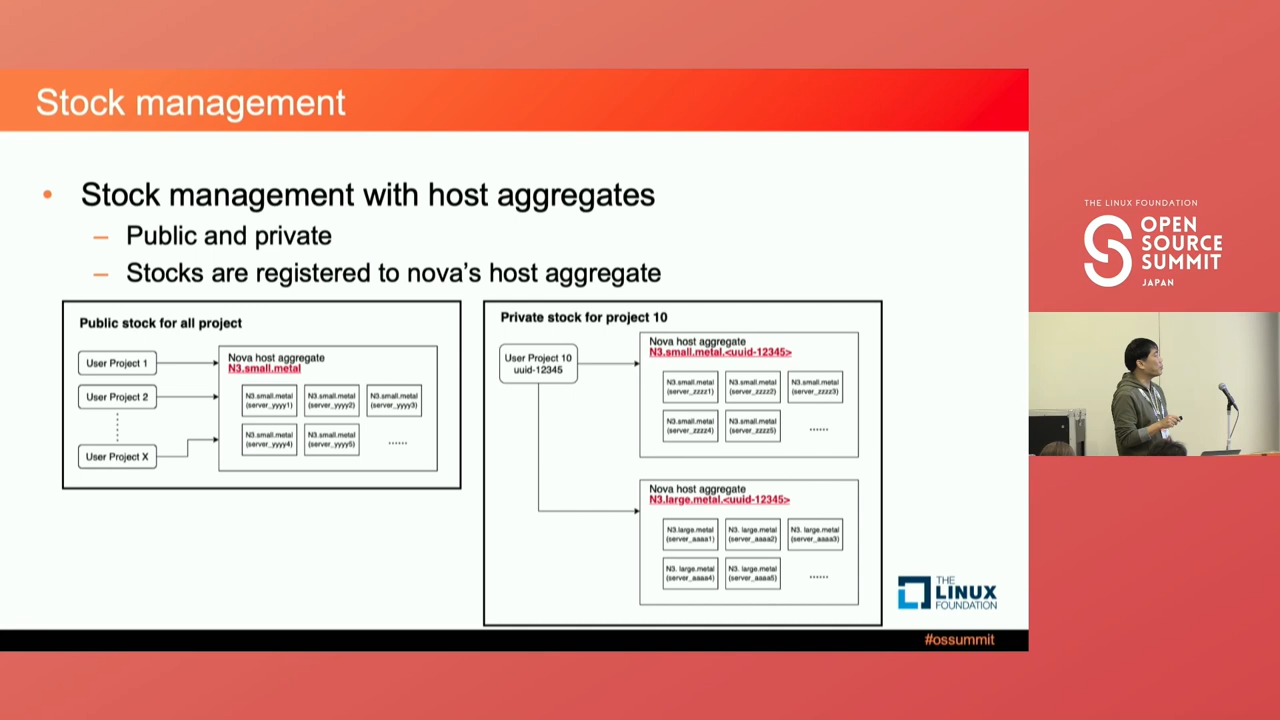 Stock management
• Stock management with host aggregates
– Public and private
– Stocks are registered to nova's host aggregate
Public stock for all project
User Project 1
User Project 2
User Project X
Nova host aggregate
N3.small.metal
N3.small.metal
(server_yyyy1)
N3.small.metal
(server_yyyy2)
N3.small.metal
(server_yyyy3)
N3.small.metal
(server_yyyy4)
N3.small.metal
(server_yyyy5)
......
Private stock for project 10
User Project 10
uuid-12345
Nova host aggregate
N3.small.metal.<uuid-12345>
N3.small.metal
(server_zzzz1)
N3.small.metal
(server_zzzz2)
N3.small.metal
(server_zzzz3)
N3.small.metal
(server_zzzz4)
N3.small.metal
(server_zzzz5)
......
Nova host aggregate
N3.large.metal.<uuid-12345>
N3.large.metal
(server_aaaa1)
N3. large.metal
(server_aaaa2)
N3. large.metal
(server_aaaa3)
N3. large.metal
(server_aaaa4)
N3. large.metal
(server_aaaa5)
......
THE
LINUX
FOUNDATION
#ossummit
THE LINUX FOUNDATION
OPEN
SOURCE
SUMMIT
JAPAN